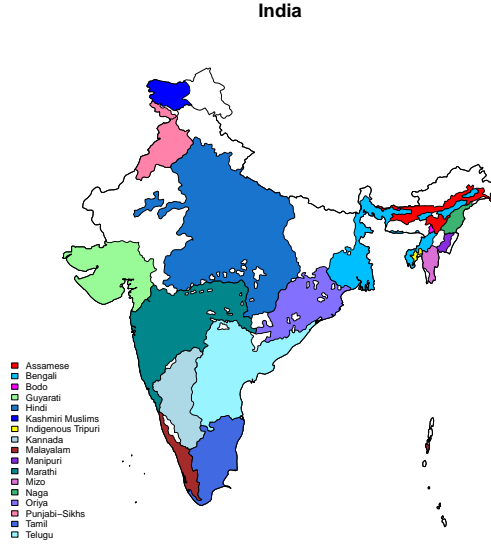 India
Assamese
Bengali
Bodo
Guyarati
Hindi
Kashmiri Muslims
Indigenous Tripuri
Kannada
Malayalam
Manipuri
Marathi
Mizo
Naga
Oriya
Punjabi−Sikhs
Tamil
Telugu